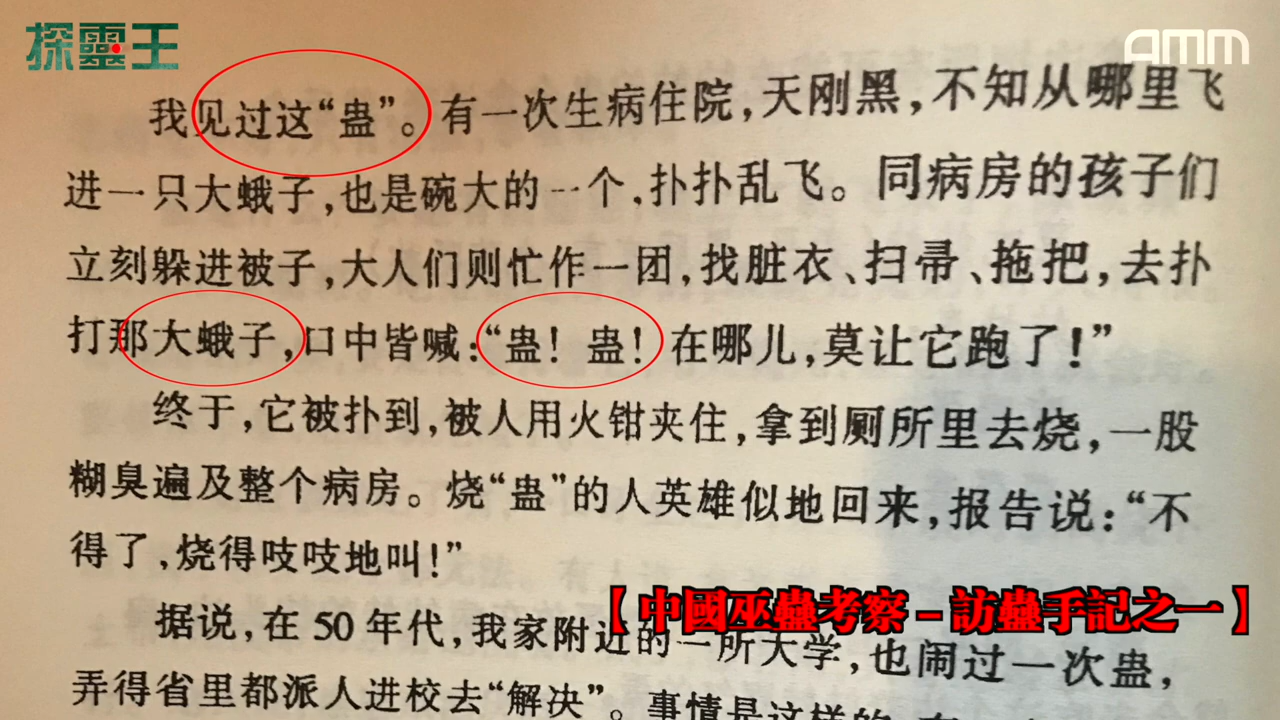 探靈王
AMM
我见过这“蛊”。有一次生病住院,天刚黑,不知从哪里飞
进一只大蛾子,也是碗大的一个,扑扑乱飞。同病房的孩子们
立刻躲进被子,大人们则忙作一团,找脏衣、扫帚、拖把,去扑
打那大蛾子,口中皆喊:“蛊!蛊!在哪儿,莫让它跑了!”
终于,它被扑到,被人用火钳夹住,拿到厕所里去烧,一股
糊臭遍及整个病房。烧“蛊”的人英雄似地回来,报告说:“不
得了,烧得吱吱地叫!”
【中國巫蠱考察–訪蠱手記之一】
据说,在50年代,我家附近的一所大学,也闹过一次蛊,
弄得省里都派人进校去“解决”。事情是这样的